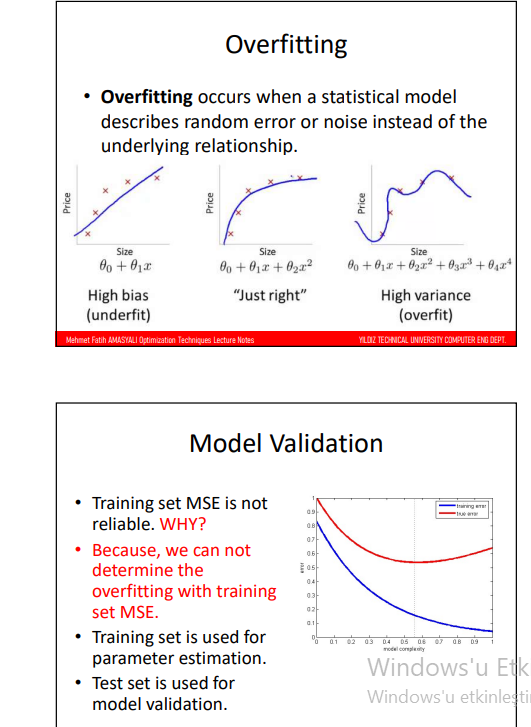 Overfitting
• Overfitting occurs when a statistical model
describes random error or noise instead of the
underlying relationship.
Price
Size
θ₀ + θ₁x
High bias
(underfit)
Price
Size
θ₀ + θ₁x + θ₂x²
“Just right”
Price
Size
θ₀ + θ₁x + θ₂x² + θ₃x³ + θ₄x⁴
High variance
(overfit)
Mehmet Fatih AMASYALI Optimization Techniques Lecture Notes
YILDIZ TECHNICAL UNIVERSITY COMPUTER ENG DEPT.
Model Validation
• Training set MSE is not
reliable. WHY?
• Because, we can not
determine the
overfitting with training
set MSE.
• Training set is used for
parameter estimation.
• Test set is used for
model validation.
training error
true error
1
0.9
0.8
0.7
0.6
0.5
0.4
0.3
0.2
0.1
0
error
0 0.1 0.2 0.3 0.4 0.5 0.6 0.7 0.8 0.9 1
model complexity
Windows'u Etk
Windows'u etkinleşti